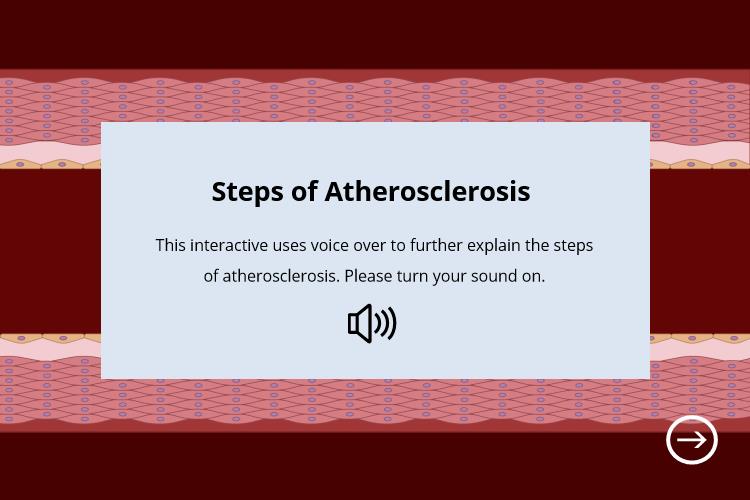 Steps of Atherosclerosis
This interactive uses voice over to further explain the steps
of atherosclerosis. Please turn your sound on.